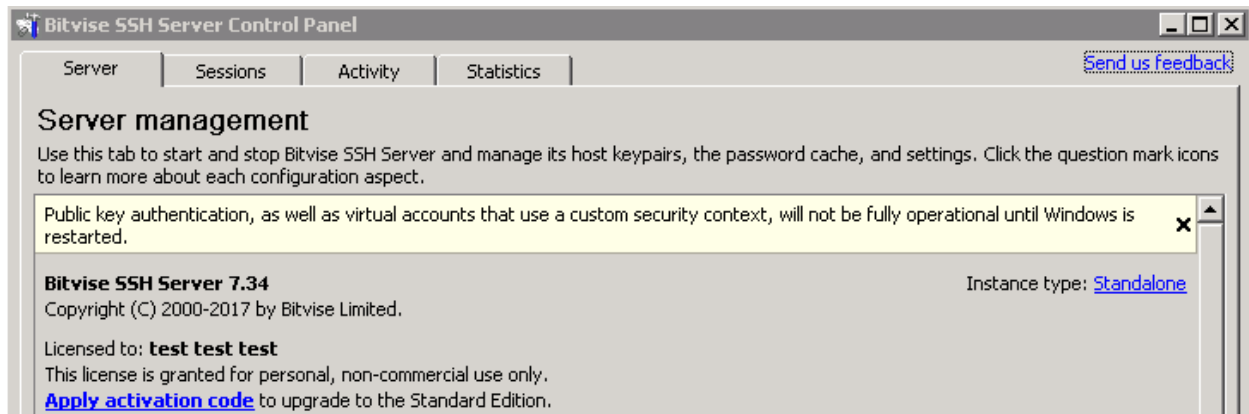 Bitvise SSH Server Control Panel
Server Sessions Activity Statistics Send us feedback
Server management
Use this tab to start and stop Bitvise SSH Server and manage its host keypairs, the password cache, and settings. Click the question mark icons
to learn more about each configuration aspect.
Public key authentication, as well as virtual accounts that use a custom security context, will not be fully operational until Windows is
restarted.
Bitvise SSH Server 7.34 Instance type: Standalone
Copyright (C) 2000-2017 by Bitvise Limited.
Licensed to: test test test
This license is granted for personal, non-commercial use only.
Apply activation code to upgrade to the Standard Edition.